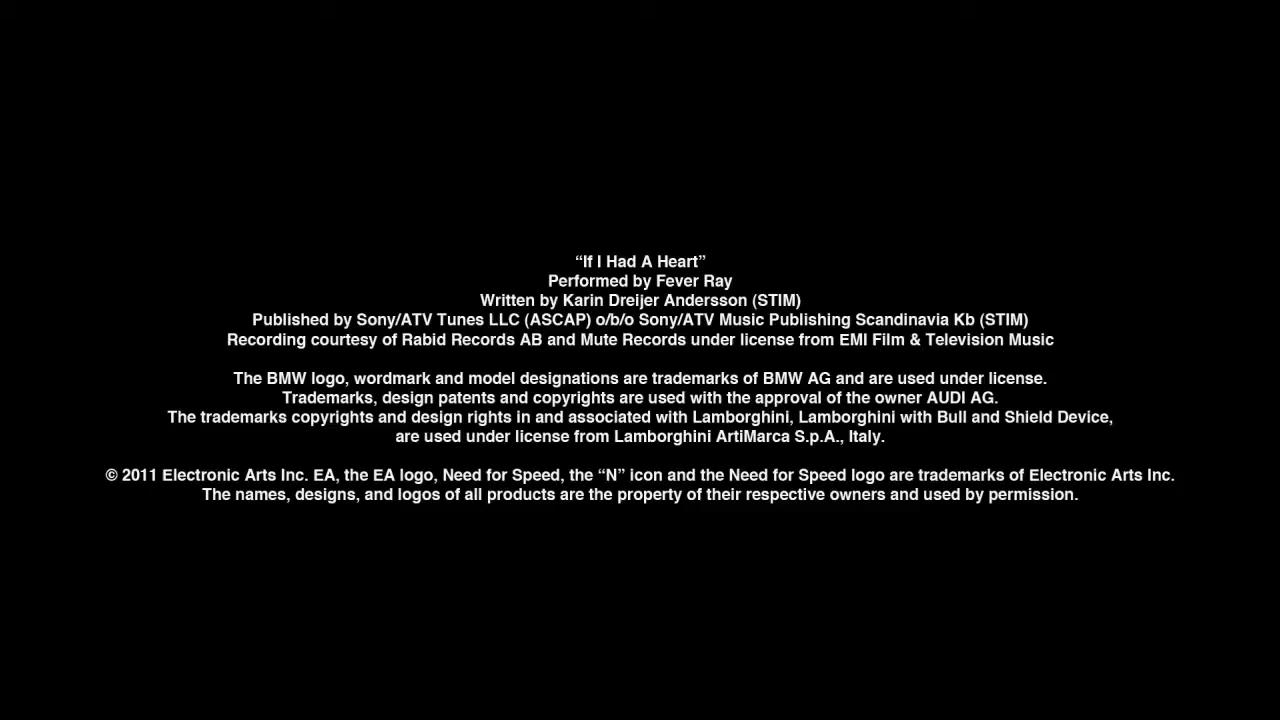 “If I Had A Heart”
Performed by Fever Ray
Written by Karin Dreijer Andersson (STIM)
Published by Sony/ATV Tunes LLC (ASCAP) o/b/o Sony/ATV Music Publishing Scandinavia Kb (STIM)
Recording courtesy of Rabid Records AB and Mute Records under license from EMI Film & Television Music
The BMW logo, wordmark and model designations are trademarks of BMW AG and are used under license.
Trademarks, design patents and copyrights are used with the approval of the owner AUDI AG.
The trademarks copyrights and design rights in and associated with Lamborghini, Lamborghini with Bull and Shield Device,
are used under license from Lamborghini ArtiMarca S.p.A., Italy.
© 2011 Electronic Arts Inc. EA, the EA logo, Need for Speed, the “N” icon and the Need for Speed logo are trademarks of Electronic Arts Inc.
The names, designs, and logos of all products are the property of their respective owners and used by permission.